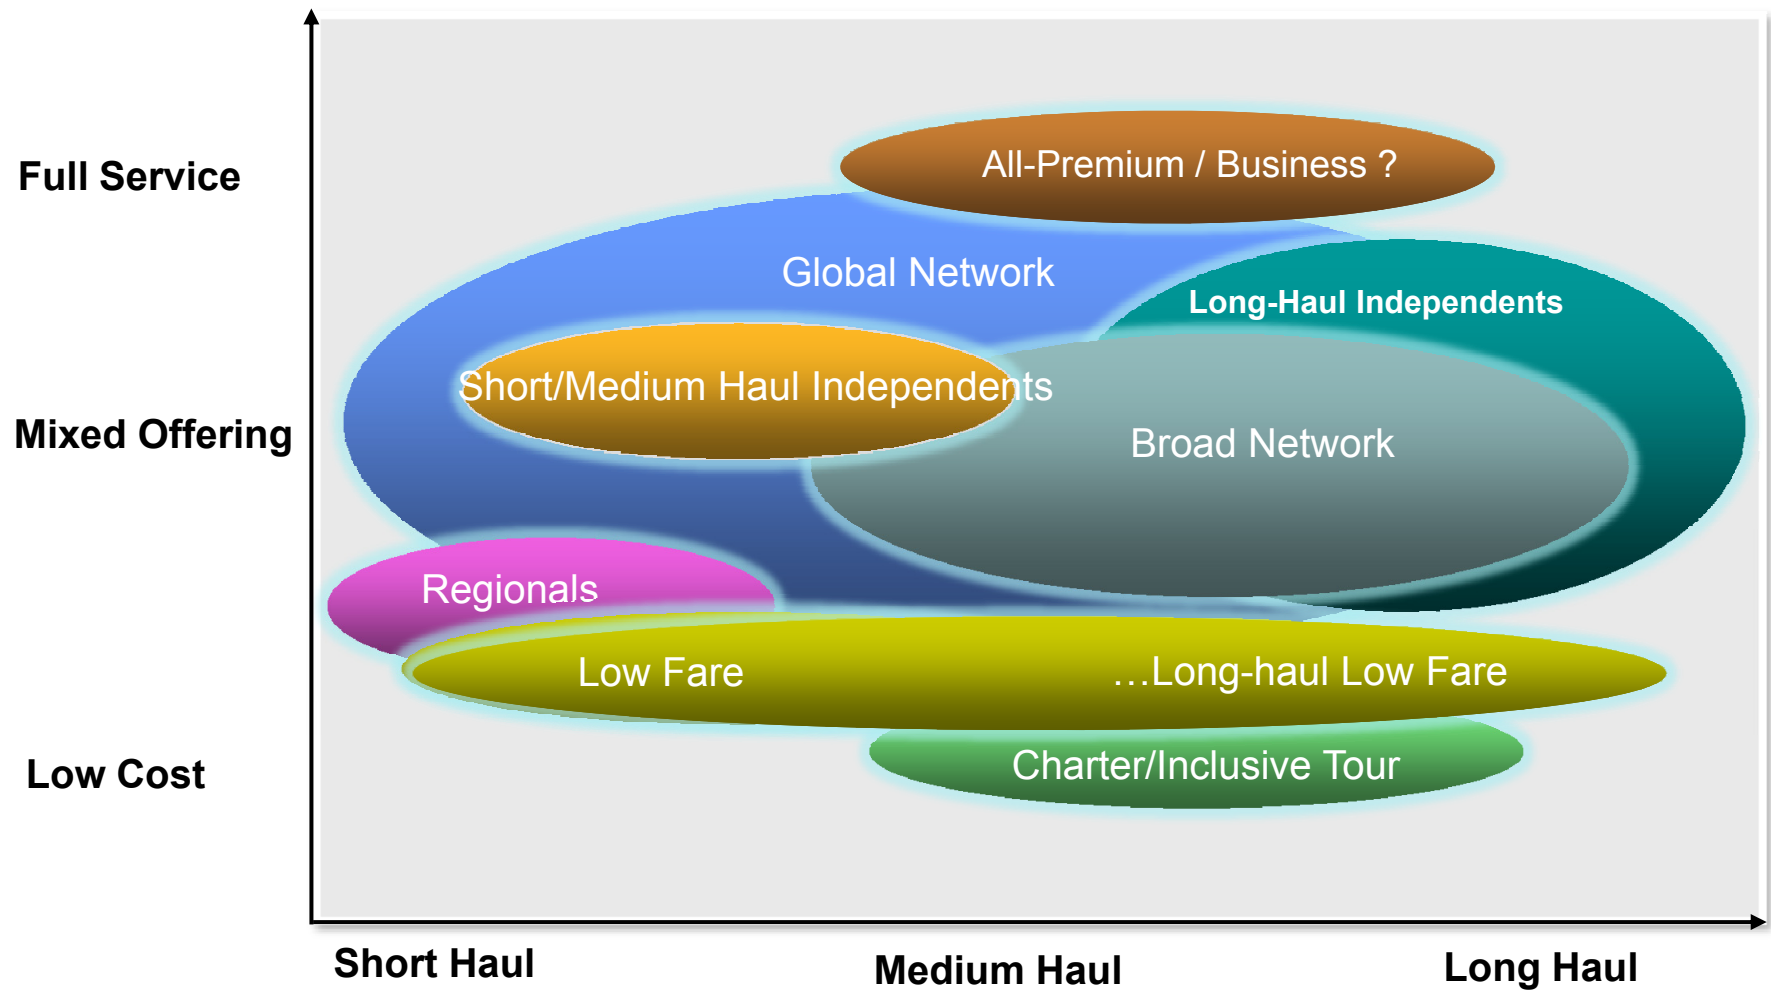 Full Service
All-Premium / Business ?
Global Network
Long-Haul Independents
Short/Medium Haul Independents
Mixed Offering
Broad Network
Regionals
Low Fare
…Long-haul Low Fare
Low Cost
Charter/Inclusive Tour
Short Haul
Medium Haul
Long Haul